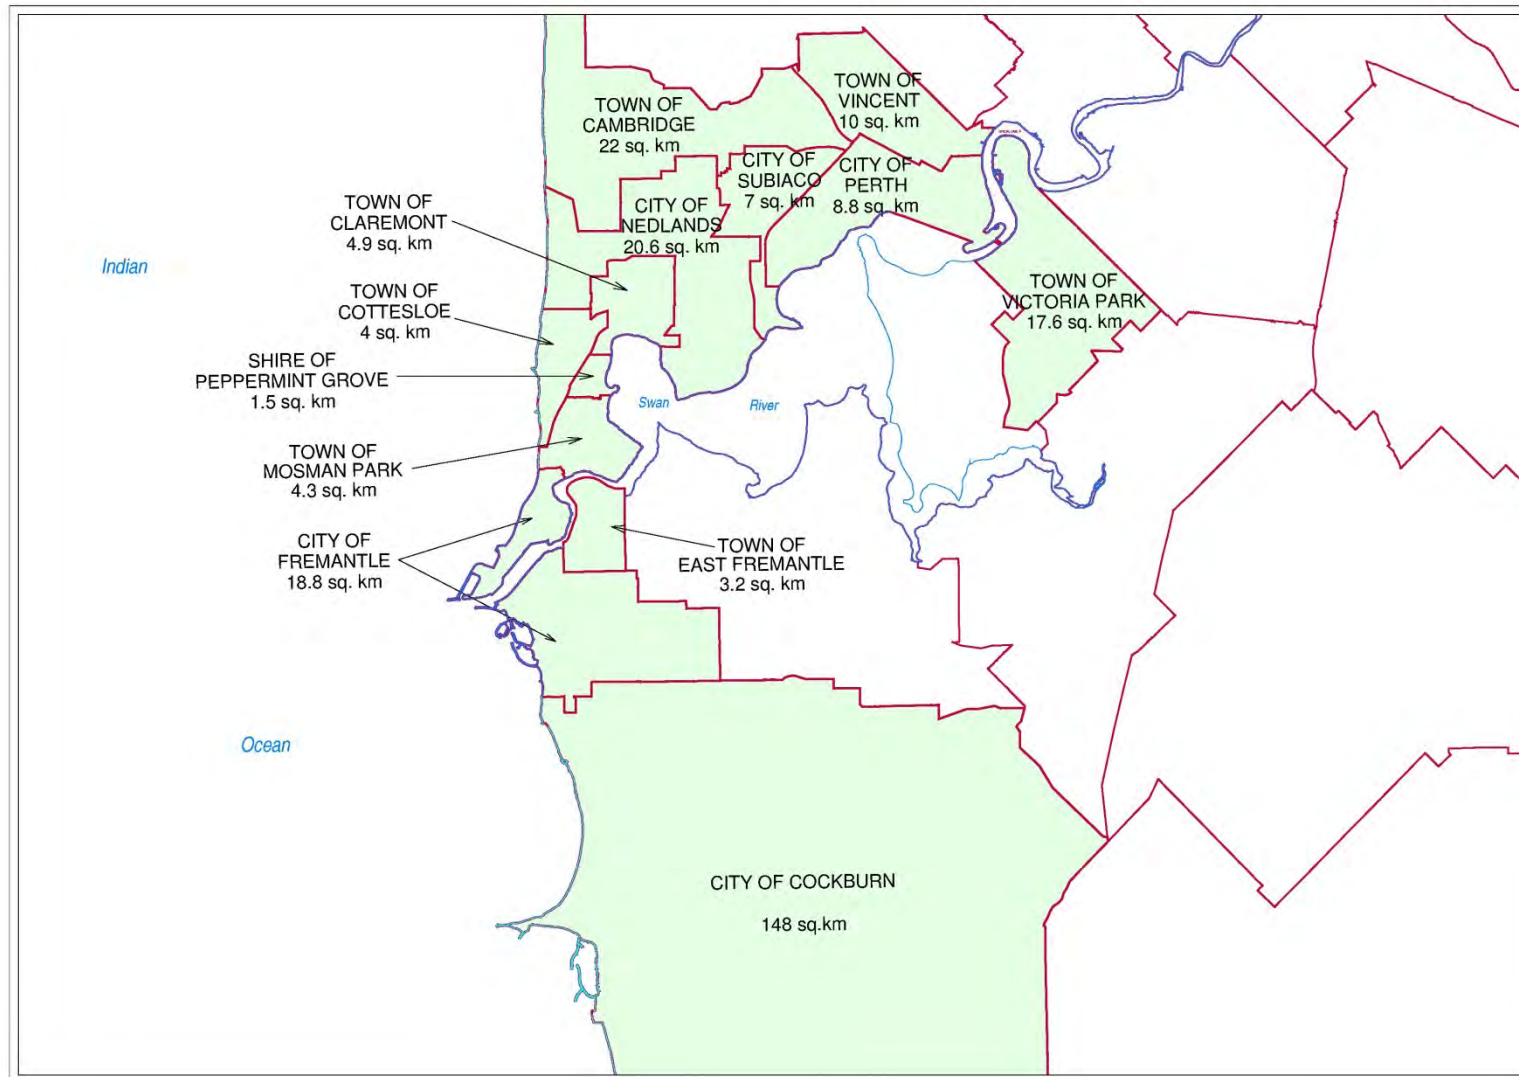 TOWN OF
VINCENT
10 sq. km
TOWN OF
CAMBRIDGE
22 sq. km
CITY OF
SUBIACO
7 sq. km
CITY OF
PERTH
8.8 sq. km
TOWN OF
CLAREMONT
4.9 sq. km
CITY OF
NEDLANDS
20.6 sq. km
Indian
TOWN OF
COTTESLOE
4 sq. km
TOWN OF
VICTORIA PARK
17.6 sq. km
SHIRE OF
PEPPERMINT GROVE
1.5 sq. km
Swan
River
TOWN OF
MOSMAN PARK
4.3 sq. km
CITY OF
FREMANTLE
18.8 sq. km
TOWN OF
EAST FREMANTLE
3.2 sq. km
Ocean
CITY OF COCKBURN
148 sq.km